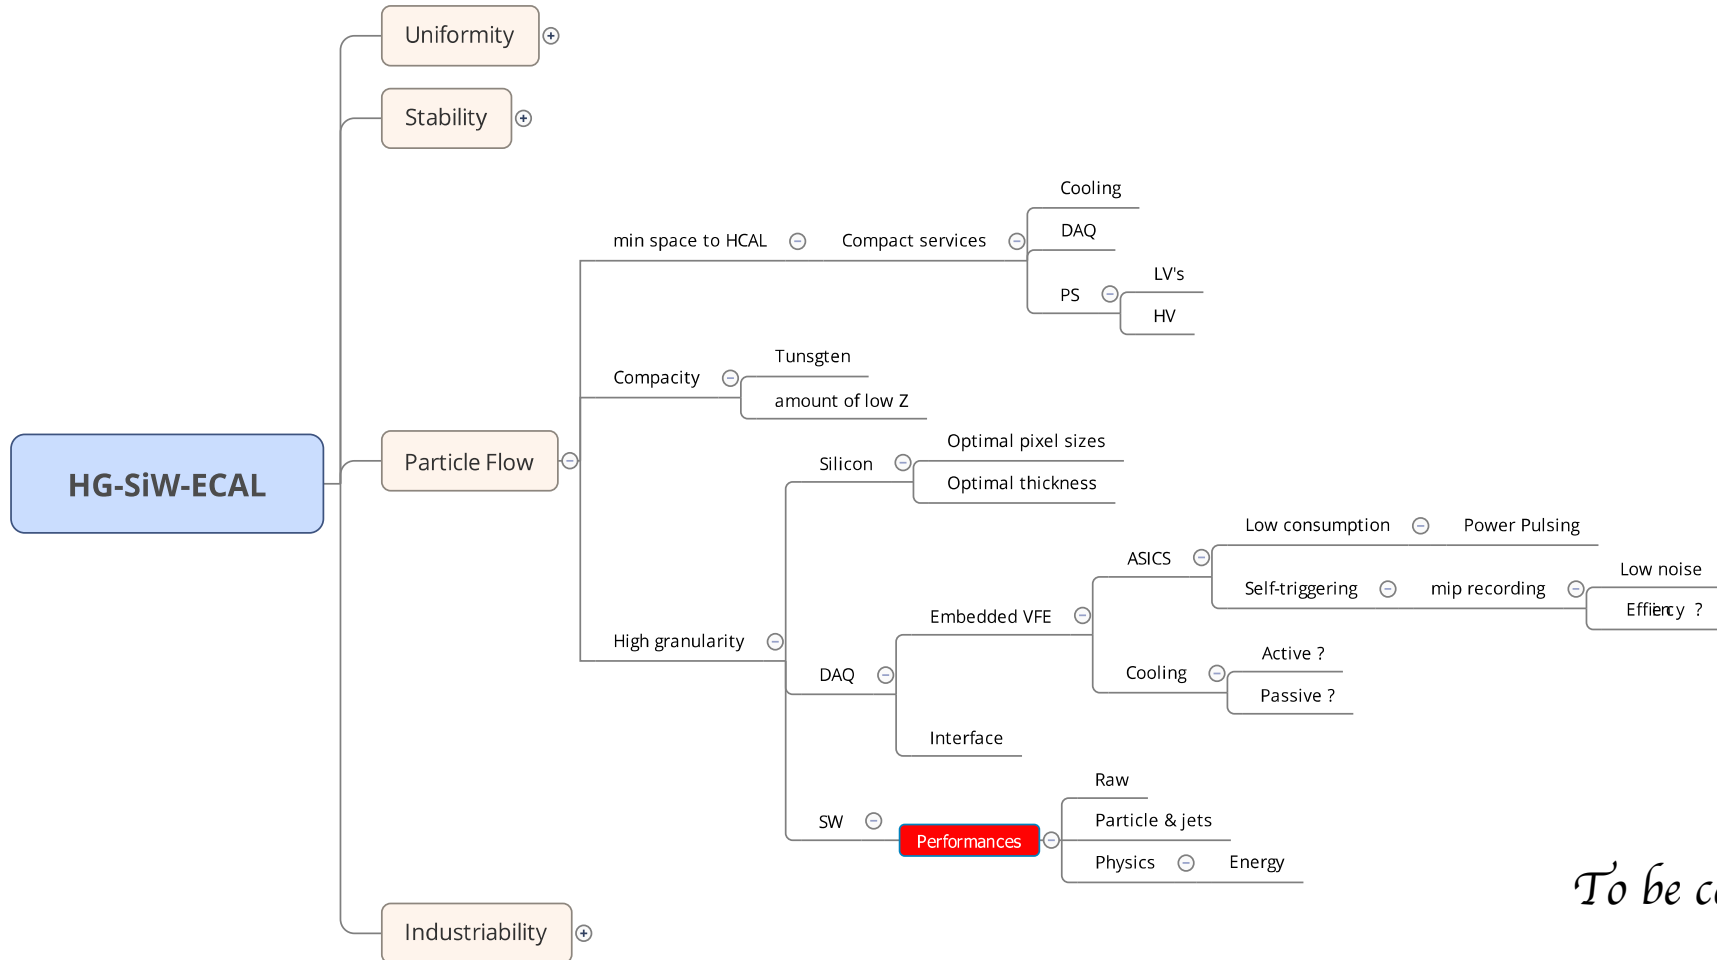 Uniformity
Stability
Cooling
min space to HCAL
Compact services
DAQ
LV's
PS
HV
Tunsgten
Compacity
amount of low Z
Optimal pixel sizes
Silicon
Particle Flow
Optimal thickness
HG-SiW-ECAL
Low consumption
Power Pulsing
ASICS
Low noise
Self-triggering
mip recording
Effiency ?
Embedded VFE
High granularity
Active ?
Cooling
DAQ
Passive ?
Interface
Raw
SW
Particle & jets
Performances
Physics
Energy
To be
Industriability